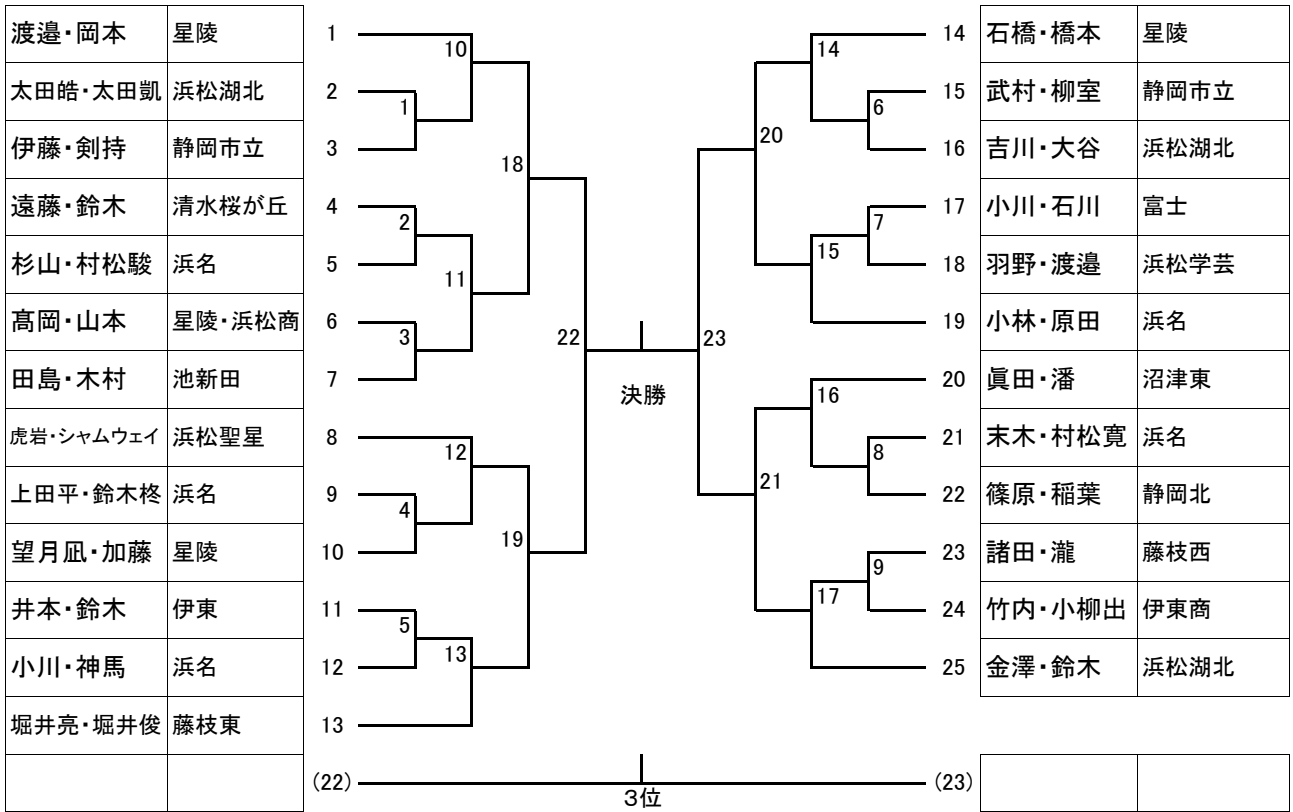 渡邉・岡本 星陵 1 14 石橋・橋本 星陵
10 14
太田皓・太田凱 浜松湖北 2 15 武村・柳室 静岡市立
1 6
20
伊藤・剣持 静岡市立 3 16 吉川・大谷 浜松湖北
18
遠藤・鈴木 清水桜が丘 4 17 小川・石川 富士
2 7
15
杉山・村松駿 浜名 5 18 羽野・渡邉 浜松学芸
11
髙岡・山本 星陵・浜松商 6 19 小林・原田 浜名
3 22 23
田島・木村 池新田 7 20 眞田・潘 沼津東
決勝
16
虎岩・シャムウェイ 浜松聖星 8 21 末木・村松寛 浜名
12 8
21
上田平・鈴木柊 浜名 9 22 篠原・稲葉 静岡北
4
19
望月凪・加藤 星陵 10 23 諸田・瀧 藤枝西
9
17
井本・鈴木 伊東 11 24 竹内・小柳出 伊東商
5
13
小川・神馬 浜名 12 25 金澤・鈴木 浜松湖北
堀井亮・堀井俊 藤枝東 13
(22) (23)
３位